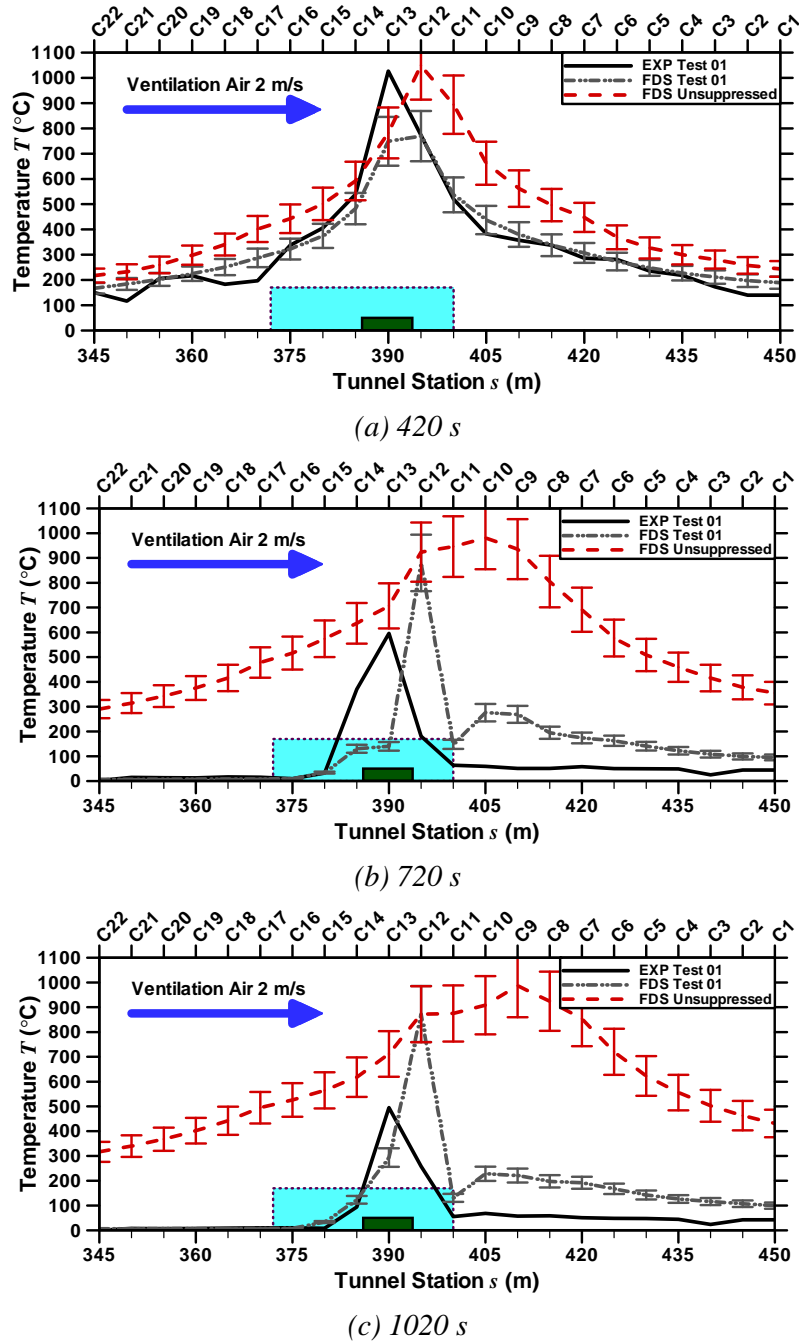 C22 C21 C20 C19 C18 C17 C16 C15 C14 C13 C12 C11 C10 C9 C8 C7 C6 C5 C4 C3 C2 C1
1100
1000
900
800
700
600
500
400
300
200
100
0
Temperature T (°C)
Ventilation Air 2 m/s
EXP Test 01
FDS Test 01
FDS Unsuppressed
345 360 375 390 405 420 435 450
Tunnel Station s (m)
(a) 420 s
C22 C21 C20 C19 C18 C17 C16 C15 C14 C13 C12 C11 C10 C9 C8 C7 C6 C5 C4 C3 C2 C1
1100
1000
900
800
700
600
500
400
300
200
100
0
Temperature T (°C)
Ventilation Air 2 m/s
EXP Test 01
FDS Test 01
FDS Unsuppressed
345 360 375 390 405 420 435 450
Tunnel Station s (m)
(b) 720 s
C22 C21 C20 C19 C18 C17 C16 C15 C14 C13 C12 C11 C10 C9 C8 C7 C6 C5 C4 C3 C2 C1
1100
1000
900
800
700
600
500
400
300
200
100
0
Temperature T (°C)
Ventilation Air 2 m/s
EXP Test 01
FDS Test 01
FDS Unsuppressed
345 360 375 390 405 420 435 450
Tunnel Station s (m)
(c) 1020 s